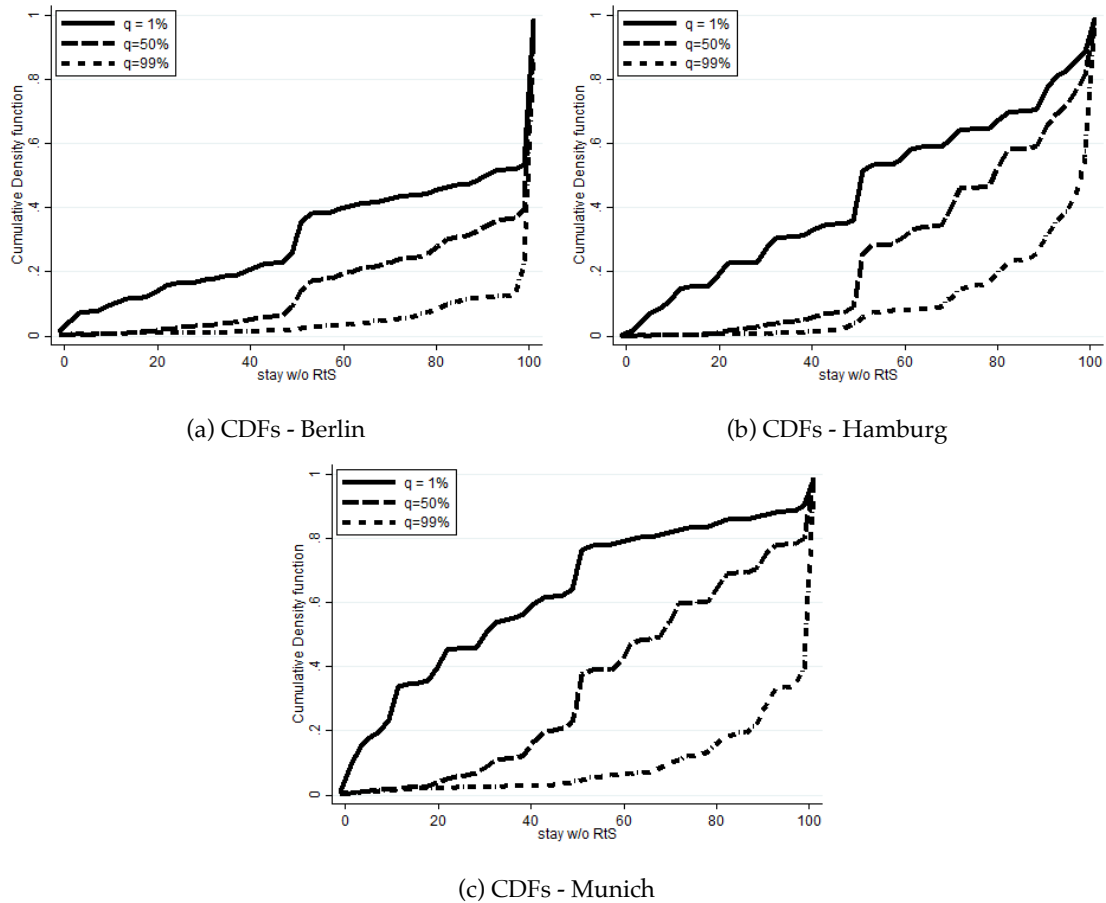 q = 1%
q=50%
q=99%
Cumulative Density function
0 .2 .4 .6 .8 1
0 20 40 60 80 100
stay w/o RtS
(a) CDFs - Berlin
q = 1%
q=50%
q=99%
Cumulative Density function
0 .2 .4 .6 .8 1
0 20 40 60 80 100
stay w/o RtS
(b) CDFs - Hamburg
q = 1%
q=50%
q=99%
Cumulative Density function
0 .2 .4 .6 .8 1
0 20 40 60 80 100
stay w/o RtS
(c) CDFs - Munich